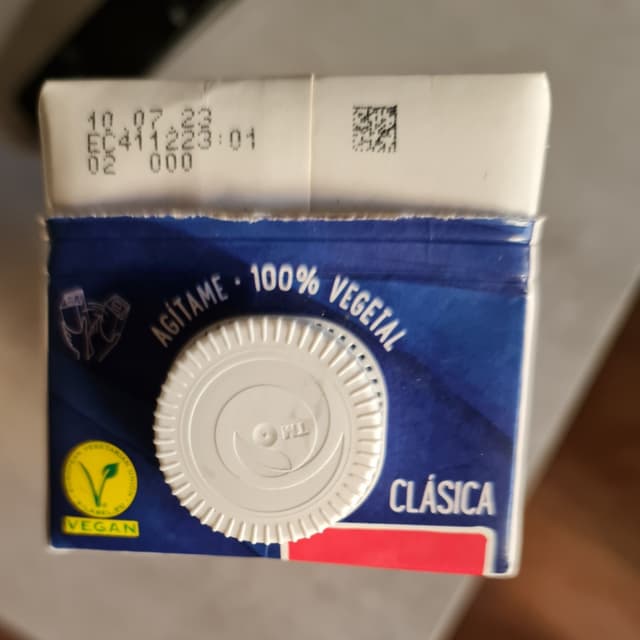 10 07 23
EC411223:01
02 000
AGÍTAME · 100% VEGETAL
CLÁSICA
VEGAN